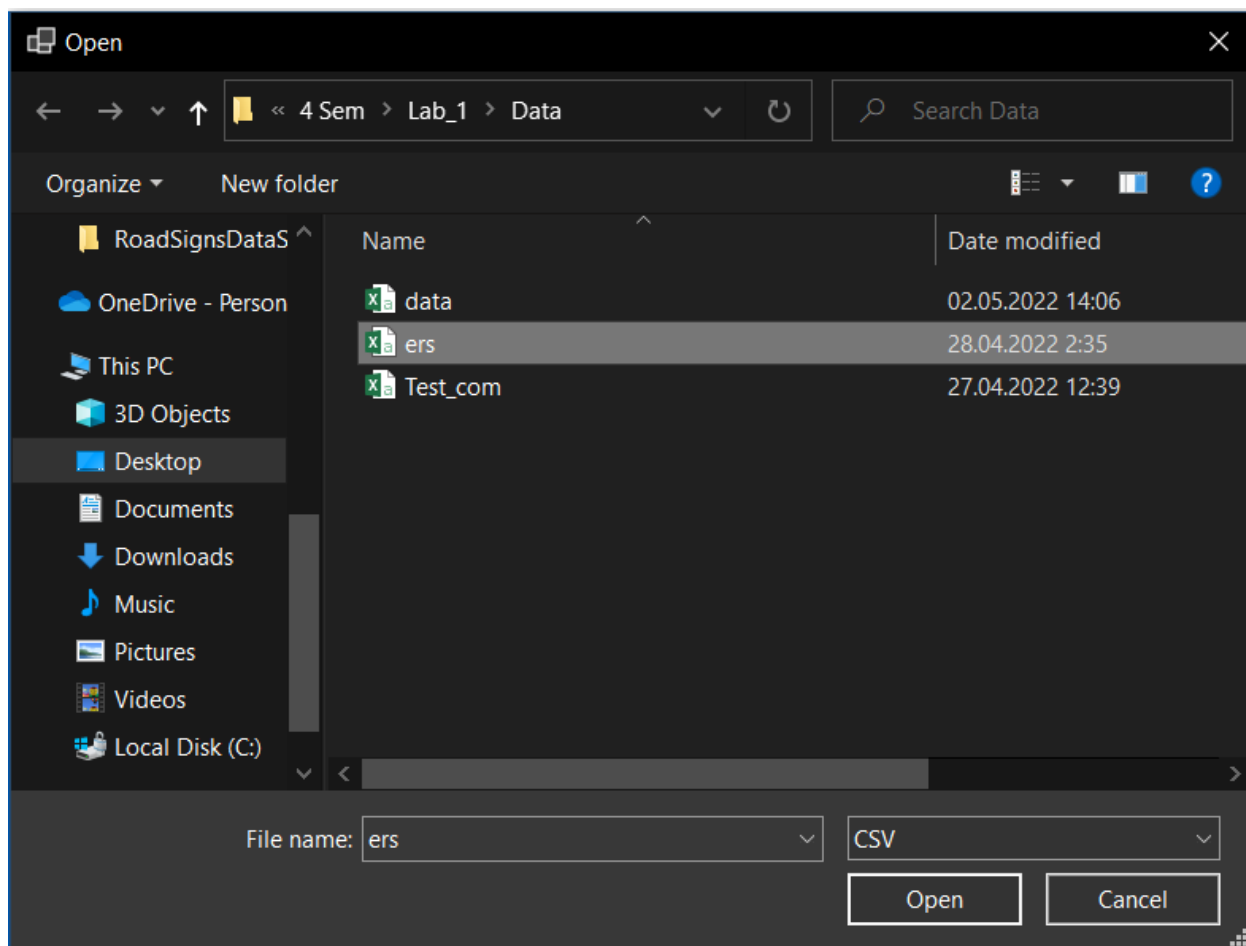 Open
« 4 Sem > Lab_1 > Data
Search Data
Organize
New folder
?
RoadSignsDataS
OneDrive - Person
This PC
3D Objects
Desktop
Documents
Downloads
Music
Pictures
Videos
Local Disk (C:)
Name Date modified
data 02.05.2022 14:06
ers 28.04.2022 2:35
Test_com 27.04.2022 12:39
File name: ers
CSV
Open
Cancel